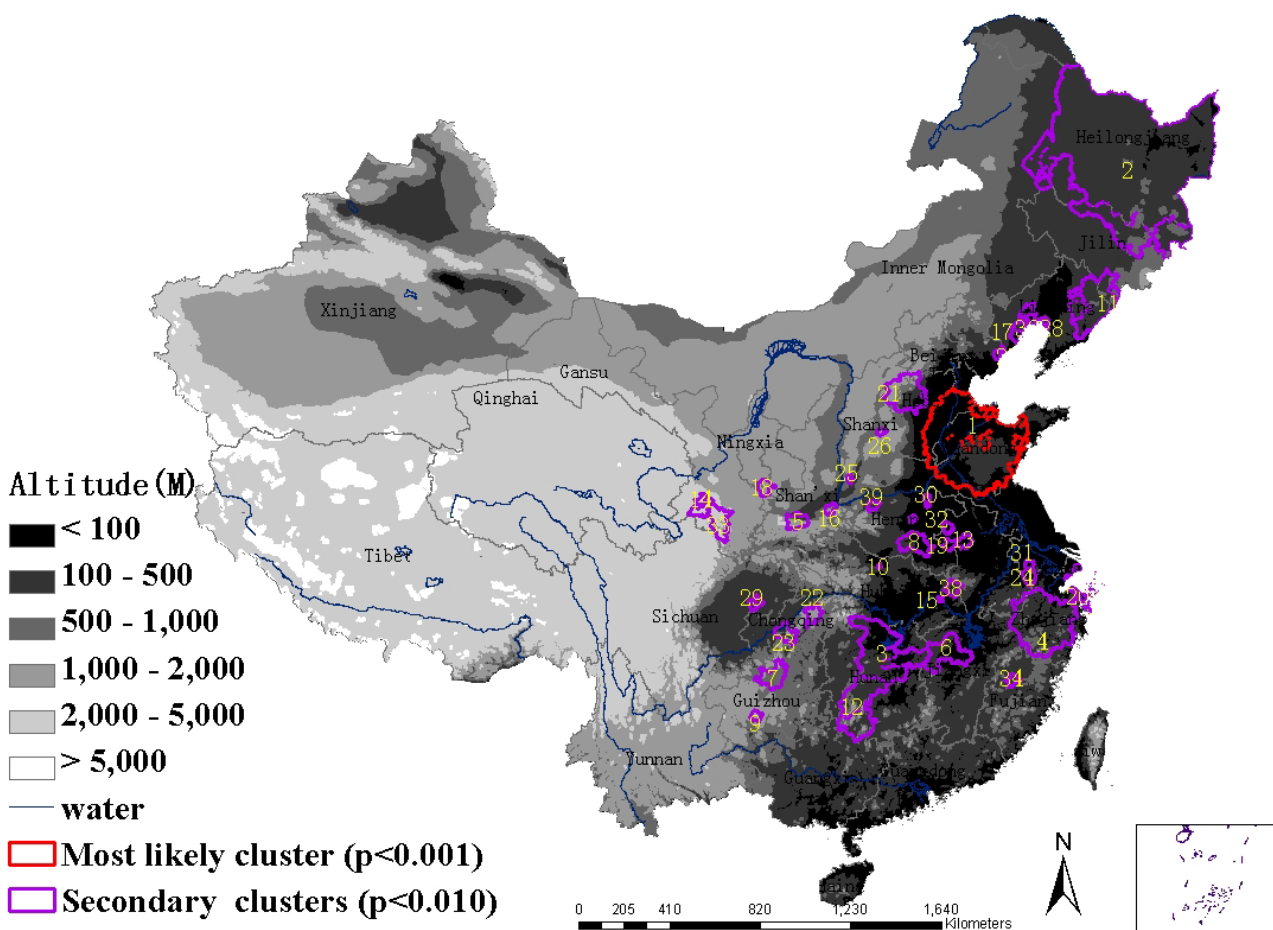 Heilongjiang
2
Jilin
Inner Mongolia
11
Xinjiang
17
Gansu
Qinghai
21
1
Shanxi
26
Ningxia
Altitude(M)
< 100
100 - 500
500 - 1,000
1,000 - 2,000
2,000 - 5,000
> 5,000
water
Most likely cluster (p<0.001)
Secondary clusters (p<0.010)
25
18
Shan'xi
14
39
30
5
16
32
8
19
13
Tibet
31
24
10
38
15
29
22
Sichuan
Chongqing
23
4
3
6
7
34
Guizhou
12
Fujian
9
Yunnan
N
0 205 410 820 1,230 1,640
Kilometers